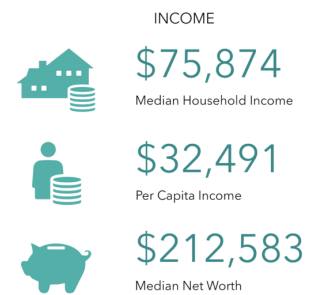 INCOME
$75,874
Median Household Income
$32,491
Per Capita Income
$212,583
Median Net Worth